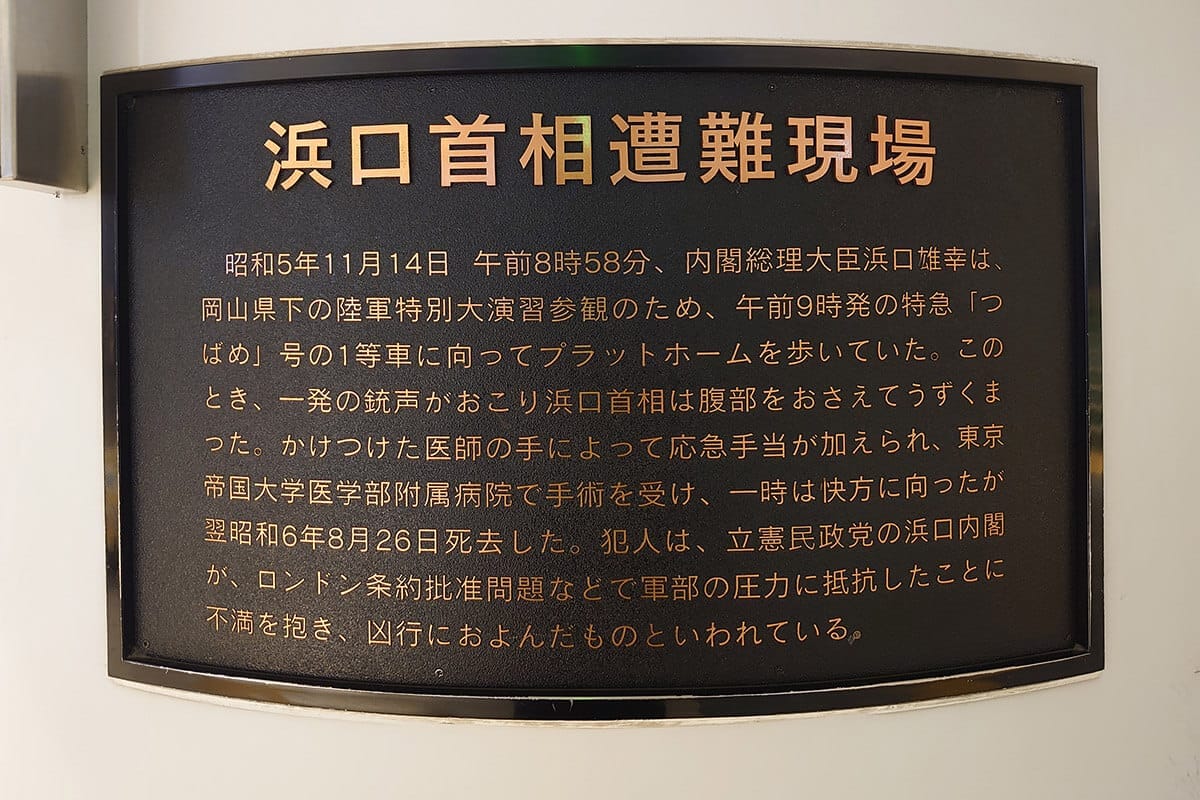 浜口首相遭難現場
昭和5年11月14日 午前8時58分、内閣総理大臣浜口雄幸は、
岡山県下の陸軍特別大演習参観のため、午前9時発の特急「つ
ばめ」号の1等車に向ってプラットホームを歩いていた。この
とき、一発の銃声がおこり浜口首相は腹部をおさえてうずくま
った。かけつけた医師の手によって応急手当が加えられ、東京
帝国大学医学部附属病院で手術を受け、一時は快方に向ったが
翌昭和6年8月26日死去した。犯人は、立憲民政党の浜口内閣
が、ロンドン条約批准問題などで軍部の圧力に抵抗したことに
不満を抱き、凶行におよんだものといわれている。